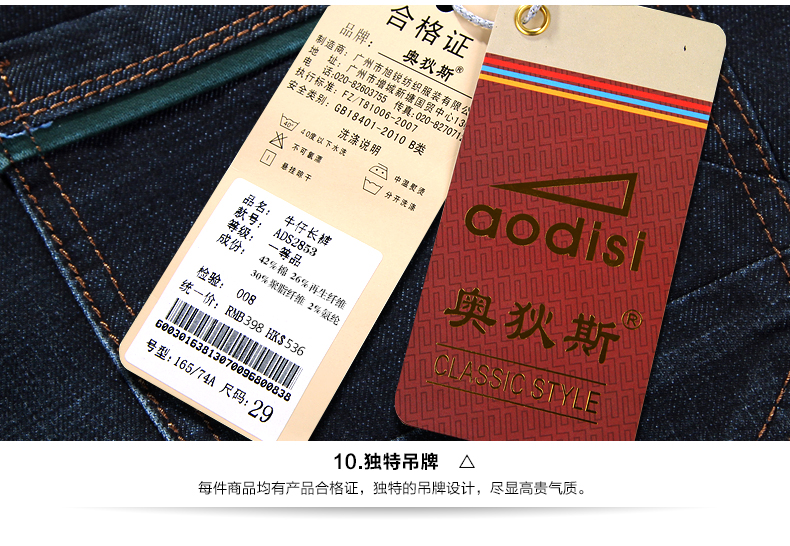 合格证
品牌: 奥狄斯®
制造商: 广州市旭锐纺织服装有限公
地 址: 广州市增城新塘国贸中心13
电 话: 020-82603755 传真: 020-827071
执行标准: FZ/T81006-2007
安全类别: GB18401-2010 B类
洗涤说明
40度以下水洗
中温熨烫
不可氯漂
分开洗涤
悬挂晾干
品名: 牛仔长裤
款号: ADS2853
等级: 一等品
成份: 42%棉 26%再生纤维
30%聚脂纤维 2%氨纶
检验: 008
统一价: RMB398 HK$536
6003016381307009660083​8
号型: 165/74A 尺码: 29
aodisi
奥狄斯®
CLASSIC STYLE
10.独特吊牌 △
每件商品均有产品合格证，独特的吊牌设计，尽显高贵气质。